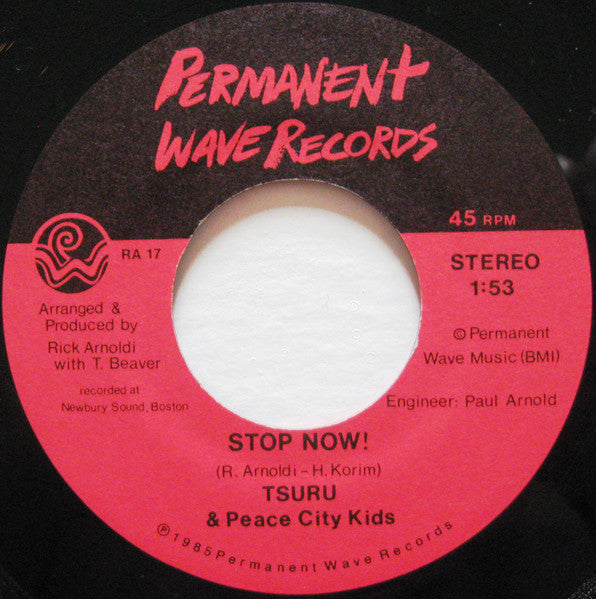 PERMANENT
WAVE RECORDS
45 RPM
RA 17
STEREO
1:53
Arranged &
Produced by
Rick Arnoldi
with T. Beaver
recorded at
Newbury Sound, Boston
© Permanent
Wave Music (BMI)
Engineer: Paul Arnold
STOP NOW!
(R. Arnoldi – H. Korim)
TSURU
& Peace City Kids
℗ 1985 Permanent Wave Records